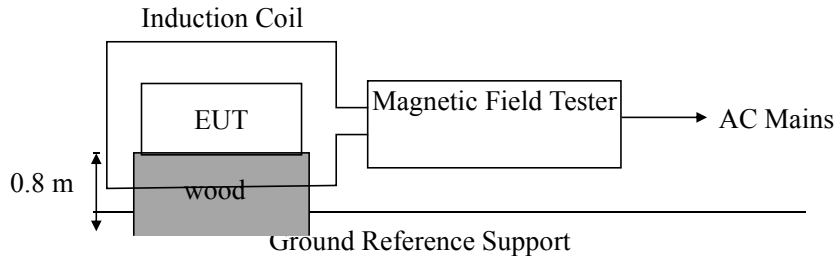 Induction Coil
Magnetic Field Tester
EUT
AC Mains
0.8 m
wood
Ground Reference Support